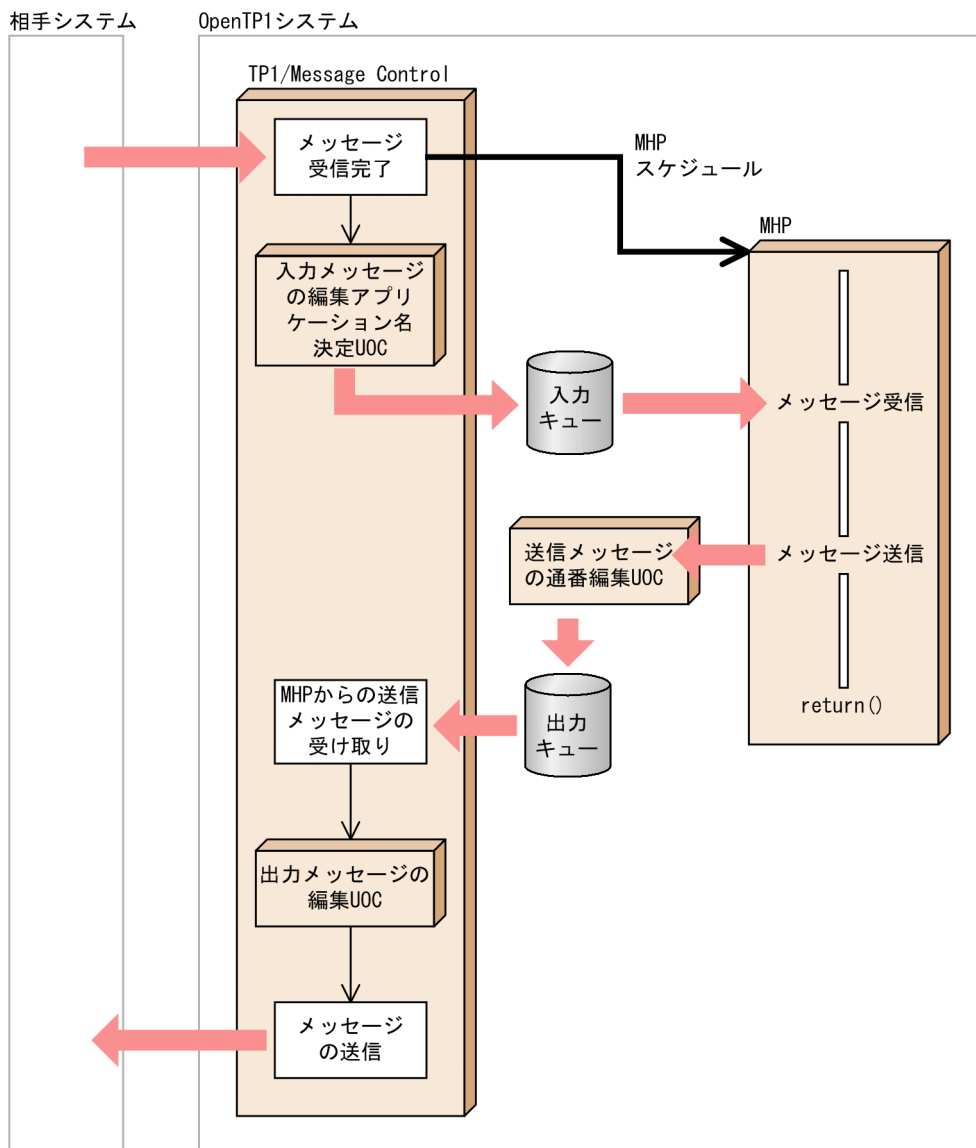 相手システム
OpenTP1システム
TP1/Message Control
メッセージ
受信完了
MHP
スケジュール
MHP
入力メッセージ
の編集アプリ
ケーション名
決定UOC
入力
キュー
メッセージ受信
送信メッセージ
の通番編集UOC
メッセージ送信
MHPからの送信
メッセージの
受け取り
出力
キュー
return()
出力メッセージの
編集UOC
メッセージ
の送信